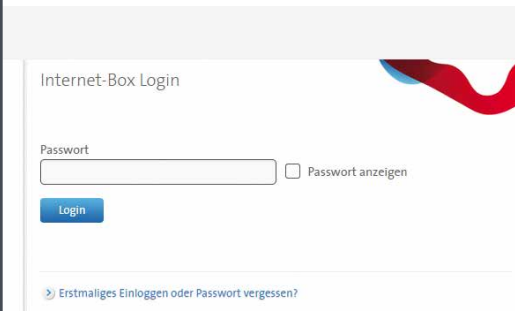 Internet-Box Login
Passwort
Passwort anzeigen
Login
Erstmaliges Einloggen oder Passwort vergessen?